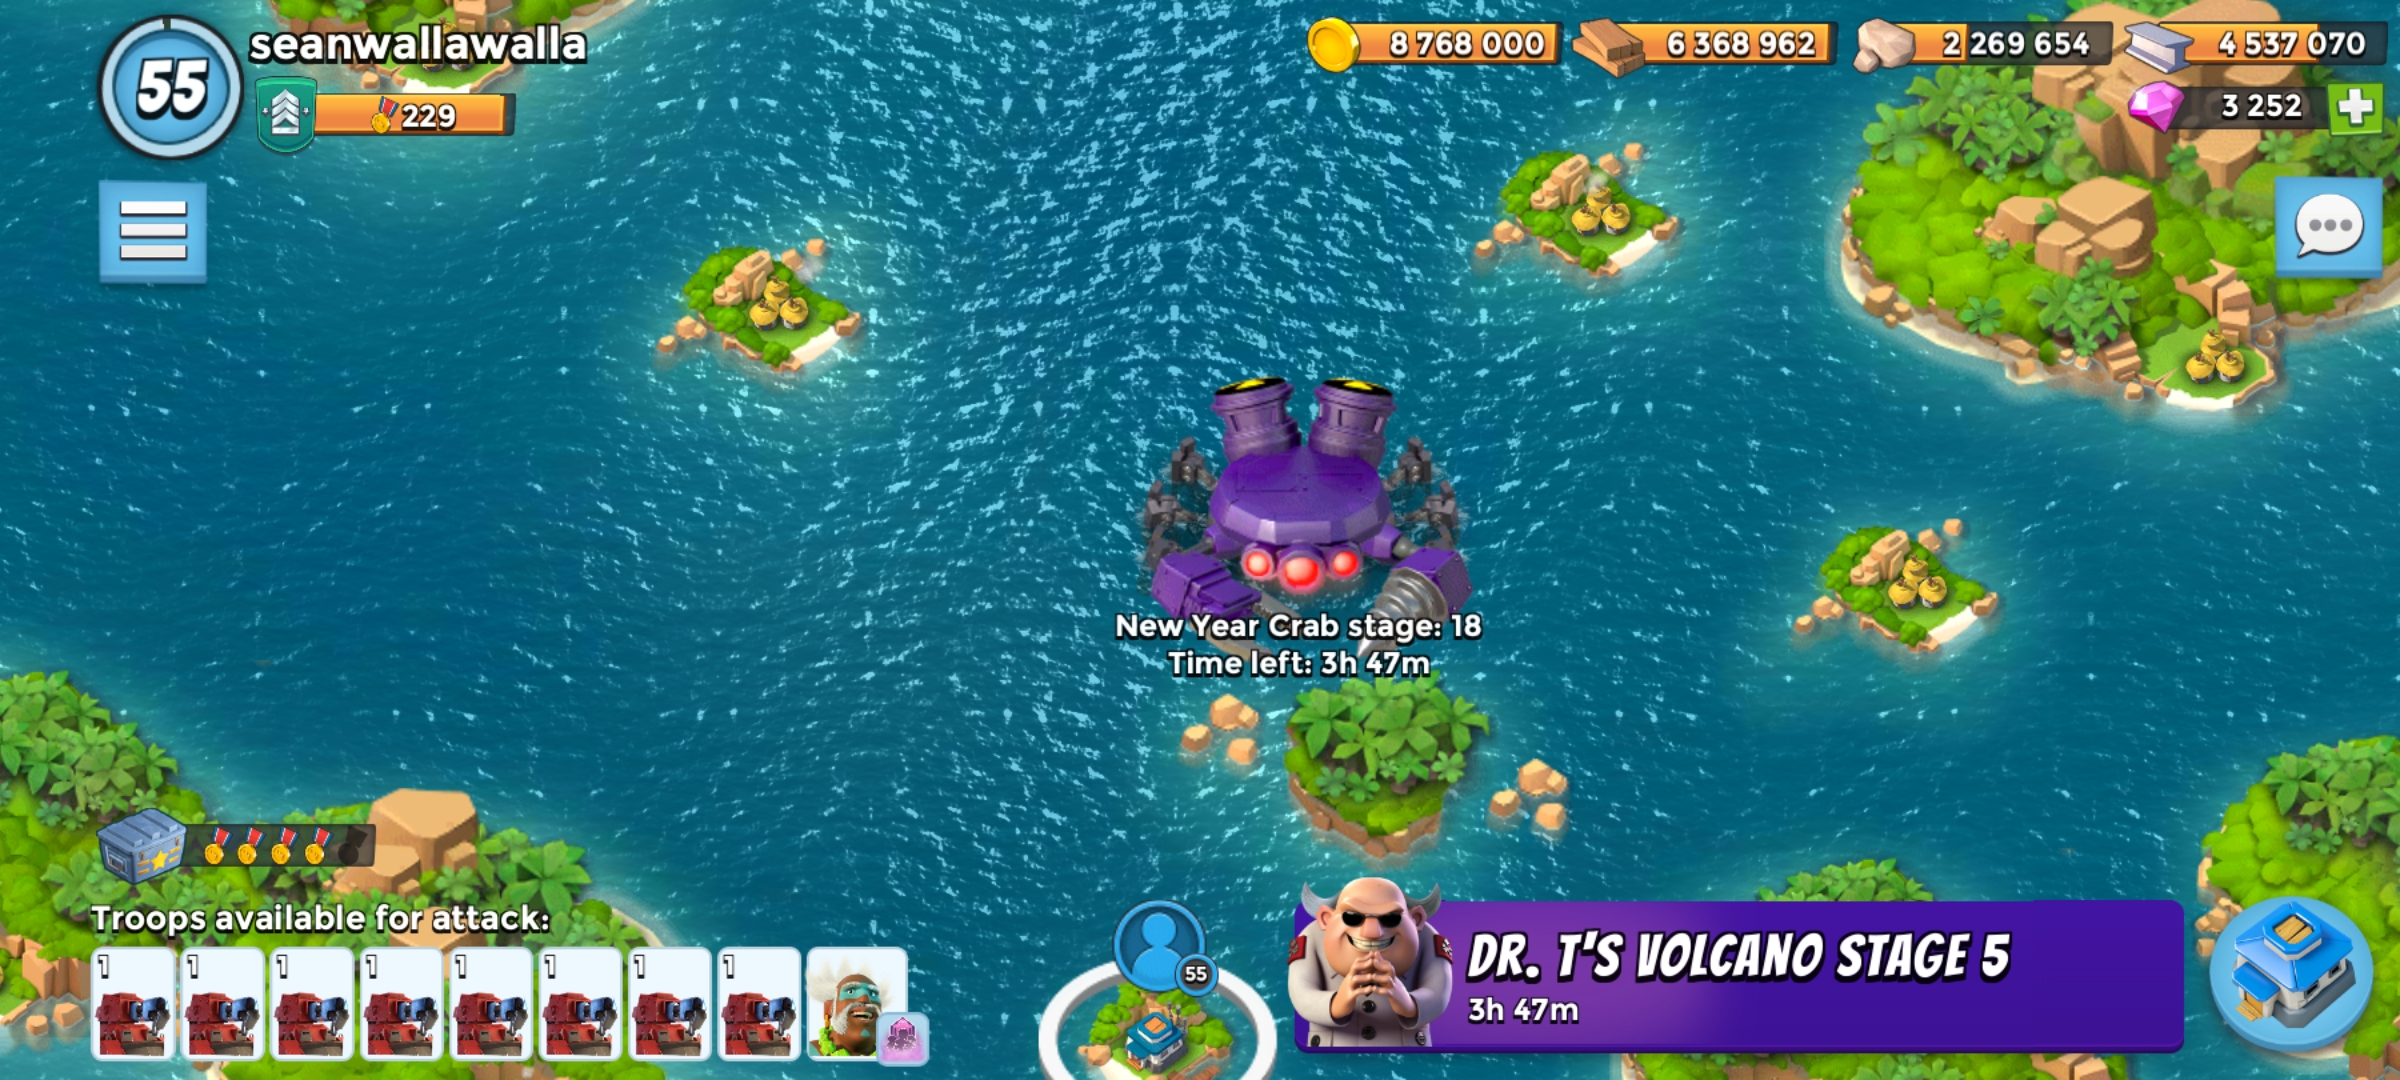 55
seanwallawalla
229
8 768 000
6 368 962
2 269 654
4 537 070
3 252
New Year Crab stage: 18
Time left: 3h 47m
Troops available for attack:
1
1
1
1
1
1
1
1
55
DR. T'S VOLCANO STAGE 5
3h 47m